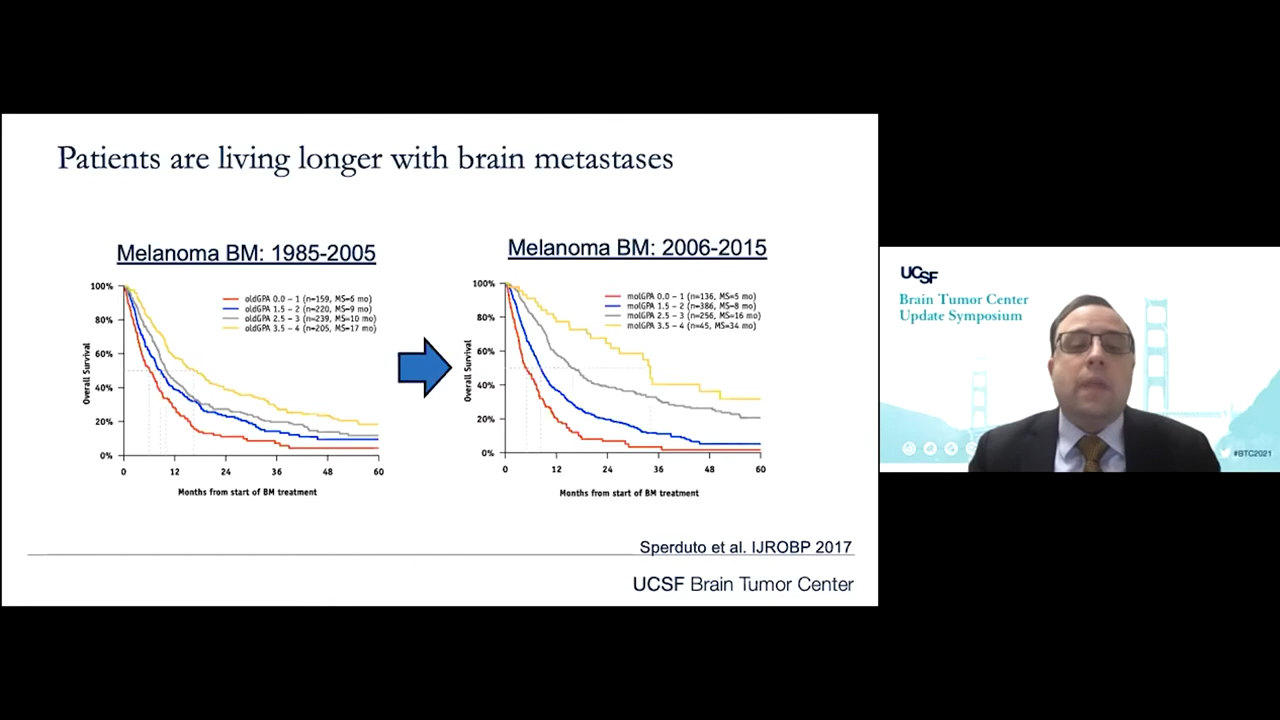 Patients are living longer with brain metastases
Melanoma BM: 1985-2005
100%
80%
60%
40%
20%
0%
Overall Survival
oldGPA 0.0 – 1 (n=159, MS=6 mo)
oldGPA 1.5 – 2 (n=220, MS=9 mo)
oldGPA 2.5 – 3 (n=239, MS=10 mo)
oldGPA 3.5 – 4 (n=205, MS=17 mo)
0 12 24 36 48 60
Months from start of BM treatment
Melanoma BM: 2006-2015
100%
80%
60%
40%
20%
0%
Overall Survival
molGPA 0.0 – 1 (n=136, MS=5 mo)
molGPA 1.5 – 2 (n=386, MS=8 mo)
molGPA 2.5 – 3 (n=256, MS=16 mo)
molGPA 3.5 – 4 (n=45, MS=34 mo)
0 12 24 36 48 60
Months from start of BM treatment
Sperduto et al. IJROBP 2017
UCSF Brain Tumor Center
UCSF
Brain Tumor Center
Update Symposium
#BTC2021